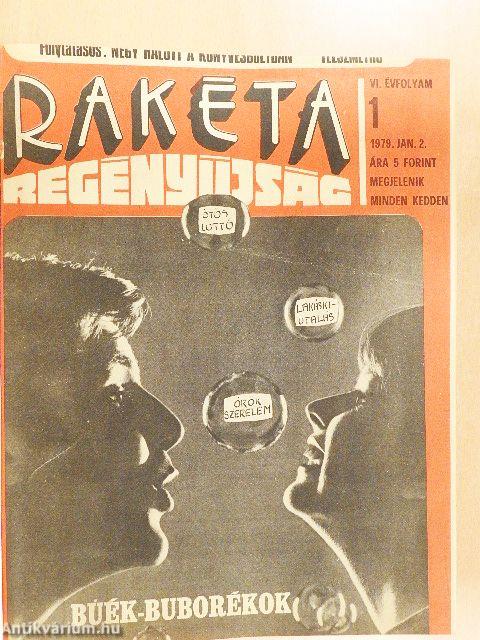 Folytatásos: NÉGY HALOTT A KÖNYVESBOLTBAN
RAKÉTA
REGÉNYÚJSÁG
VI. ÉVFOLYAM
1
1979. JAN. 2.
ÁRA 5 FORINT
MEGJELENIK
MINDEN KEDDEN
ÖTÖS
LOTTÓ
LAKÁSKI-
UTALÁS
ÖRÖK
SZERELEM
BÚÉK-BUBORÉKOK
Antikvárium.hu